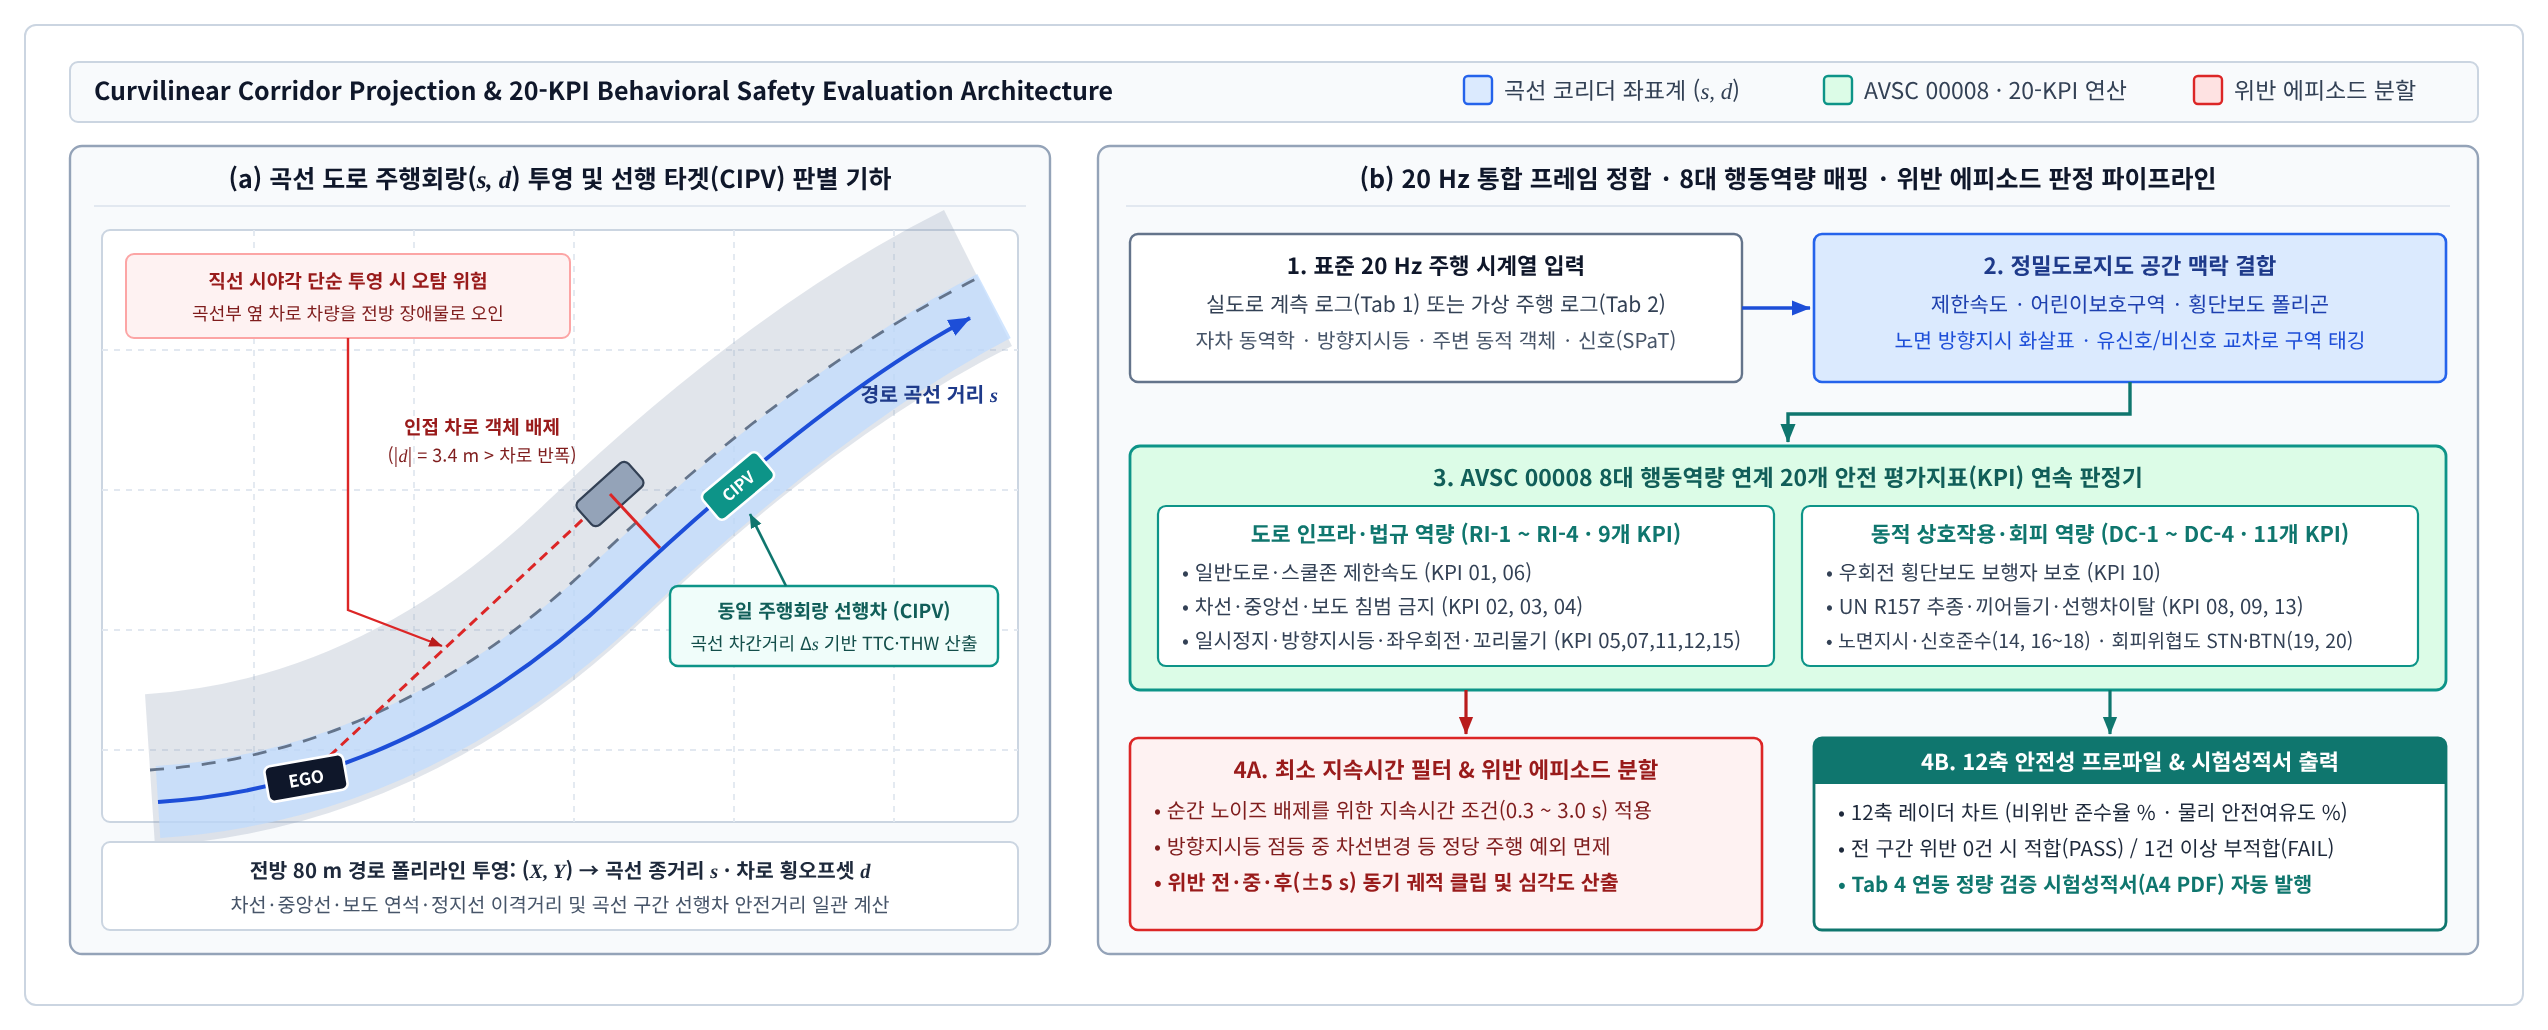 Curvilinear Corridor Projection & 20-KPI Behavioral Safety Evaluation Architecture
곡선 코리더 좌표계 (s, d)
AVSC 00008 · 20-KPI 연산
위반 에피소드 분할
(a) 곡선 도로 주행회랑(s, d) 투영 및 선행 타겟(CIPV) 판별 기하
직선 시야각 단순 투영 시 오탐 위험
곡선부 옆 차로 차량을 전방 장애물로 오인
경로 곡선 거리 s
인접 차로 객체 배제
(|d| = 3.4 m > 차로 반폭)
CIPV
동일 주행회랑 선행차 (CIPV)
곡선 차간거리 Δs 기반 TTC·THW 산출
EGO
전방 80 m 경로 폴리라인 투영: (X, Y) → 곡선 종거리 s · 차로 횡오프셋 d
차선·중앙선·보도 연석·정지선 이격거리 및 곡선 구간 선행차 안전거리 일관 계산
(b) 20 Hz 통합 프레임 정합 · 8대 행동역량 매핑 · 위반 에피소드 판정 파이프라인
1. 표준 20 Hz 주행 시계열 입력
실도로 계측 로그(Tab 1) 또는 가상 주행 로그(Tab 2)
자차 동역학 · 방향지시등 · 주변 동적 객체 · 신호(SPaT)
2. 정밀도로지도 공간 맥락 결합
제한속도 · 어린이보호구역 · 횡단보도 폴리곤
노면 방향지시 화살표 · 유신호/비신호 교차로 구역 태깅
3. AVSC 00008 8대 행동역량 연계 20개 안전 평가지표(KPI) 연속 판정기
도로 인프라·법규 역량 (RI-1 ~ RI-4 · 9개 KPI)
• 일반도로·스쿨존 제한속도 (KPI 01, 06)
• 차선·중앙선·보도 침범 금지 (KPI 02, 03, 04)
• 일시정지·방향지시등·좌우회전·꼬리물기 (KPI 05,07,11,12,15)
동적 상호작용·회피 역량 (DC-1 ~ DC-4 · 11개 KPI)
• 우회전 횡단보도 보행자 보호 (KPI 10)
• UN R157 추종·끼어들기·선행차이탈 (KPI 08, 09, 13)
• 노면지시·신호준수(14, 16~18) · 회피위협도 STN·BTN(19, 20)
4A. 최소 지속시간 필터 & 위반 에피소드 분할
• 순간 노이즈 배제를 위한 지속시간 조건(0.3 ~ 3.0 s) 적용
• 방향지시등 점등 중 차선변경 등 정당 주행 예외 면제
• 위반 전·중·후(±5 s) 동기 궤적 클립 및 심각도 산출
4B. 12축 안전성 프로파일 & 시험성적서 출력
• 12축 레이더 차트 (비위반 준수율 % · 물리 안전여유도 %)
• 전 구간 위반 0건 시 적합(PASS) / 1건 이상 부적합(FAIL)
• Tab 4 연동 정량 검증 시험성적서(A4 PDF) 자동 발행